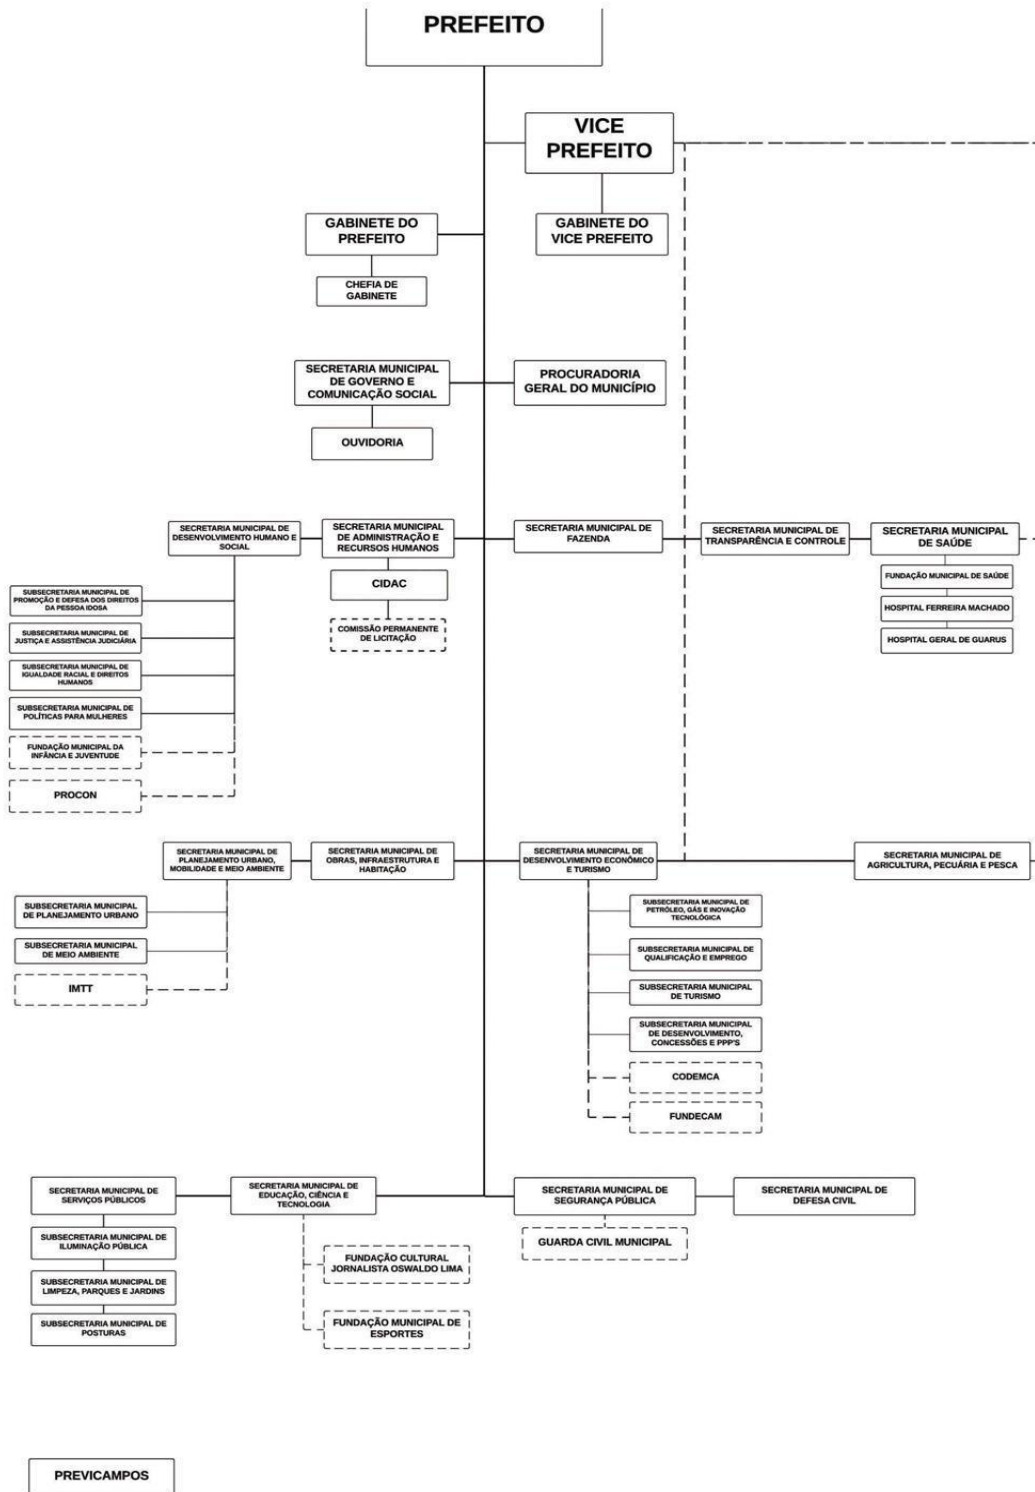 PREFEITO
VICE
PREFEITO
GABINETE DO
PREFEITO
GABINETE DO
VICE PREFEITO
CHEFIA DE
GABINETE
SECRETARIA MUNICIPAL
DE GOVERNO E
COMUNICAÇÃO SOCIAL
PROCURADORIA
GERAL DO MUNICÍPIO
OUVIDORIA
SECRETARIA MUNICIPAL DE
DESENVOLVIMENTO HUMANO E
SOCIAL
SECRETARIA MUNICIPAL
DE ADMINISTRAÇÃO E
RECURSOS HUMANOS
SECRETARIA MUNICIPAL DE
FAZENDA
SECRETARIA MUNICIPAL DE
TRANSPARÊNCIA E CONTROLE
SECRETARIA MUNICIPAL
DE SAÚDE
CIDAC
COMISSÃO PERMANENTE
DE LICITAÇÃO
FUNDAÇÃO MUNICIPAL DE SAÚDE
HOSPITAL FERREIRA MACHADO
HOSPITAL GERAL DE GUARUS
SUBSECRETARIA MUNICIPAL DE
PROMOÇÃO E DEFESA DOS DIREITOS
DA PESSOA IDOSA
SUBSECRETARIA MUNICIPAL DE
JUSTIÇA E ASSISTÊNCIA JUDICIÁRIA
SUBSECRETARIA MUNICIPAL DE
IGUALDADE RACIAL E DIREITOS
HUMANOS
SUBSECRETARIA MUNICIPAL DE
POLÍTICAS PARA MULHERES
FUNDAÇÃO MUNICIPAL DA
INFÂNCIA E JUVENTUDE
PROCON
SECRETARIA MUNICIPAL DE
PLANEJAMENTO URBANO,
MOBILIDADE E MEIO AMBIENTE
SECRETARIA MUNICIPAL DE
OBRAS, INFRAESTRUTURA E
HABITAÇÃO
SECRETARIA MUNICIPAL DE
DESENVOLVIMENTO ECONÔMICO
E TURISMO
SECRETARIA MUNICIPAL DE
AGRICULTURA, PECUÁRIA E PESCA
SUBSECRETARIA MUNICIPAL
DE PLANEJAMENTO URBANO
SUBSECRETARIA MUNICIPAL
DE MEIO AMBIENTE
IMTT
SUBSECRETARIA MUNICIPAL DE
PETRÓLEO, GÁS E INOVAÇÃO
TECNOLÓGICA
SUBSECRETARIA MUNICIPAL DE
QUALIFICAÇÃO E EMPREGO
SUBSECRETARIA MUNICIPAL
DE TURISMO
SUBSECRETARIA MUNICIPAL
DE DESENVOLVIMENTO,
CONCESSÕES E PPP'S
CODEMCA
FUNDECAM
SECRETARIA MUNICIPAL DE
SERVIÇOS PÚBLICOS
SECRETARIA MUNICIPAL DE
EDUCAÇÃO, CIÊNCIA E
TECNOLOGIA
SECRETARIA MUNICIPAL DE
SEGURANÇA PÚBLICA
SECRETARIA MUNICIPAL DE
DEFESA CIVIL
SUBSECRETARIA MUNICIPAL DE
ILUMINAÇÃO PÚBLICA
SUBSECRETARIA MUNICIPAL DE
LIMPEZA, PARQUES E JARDINS
SUBSECRETARIA MUNICIPAL DE
POSTURAS
FUNDAÇÃO CULTURAL
JORNALISTA OSWALDO LIMA
FUNDAÇÃO MUNICIPAL DE
ESPORTES
GUARDA CIVIL MUNICIPAL
PREVICAMPOS